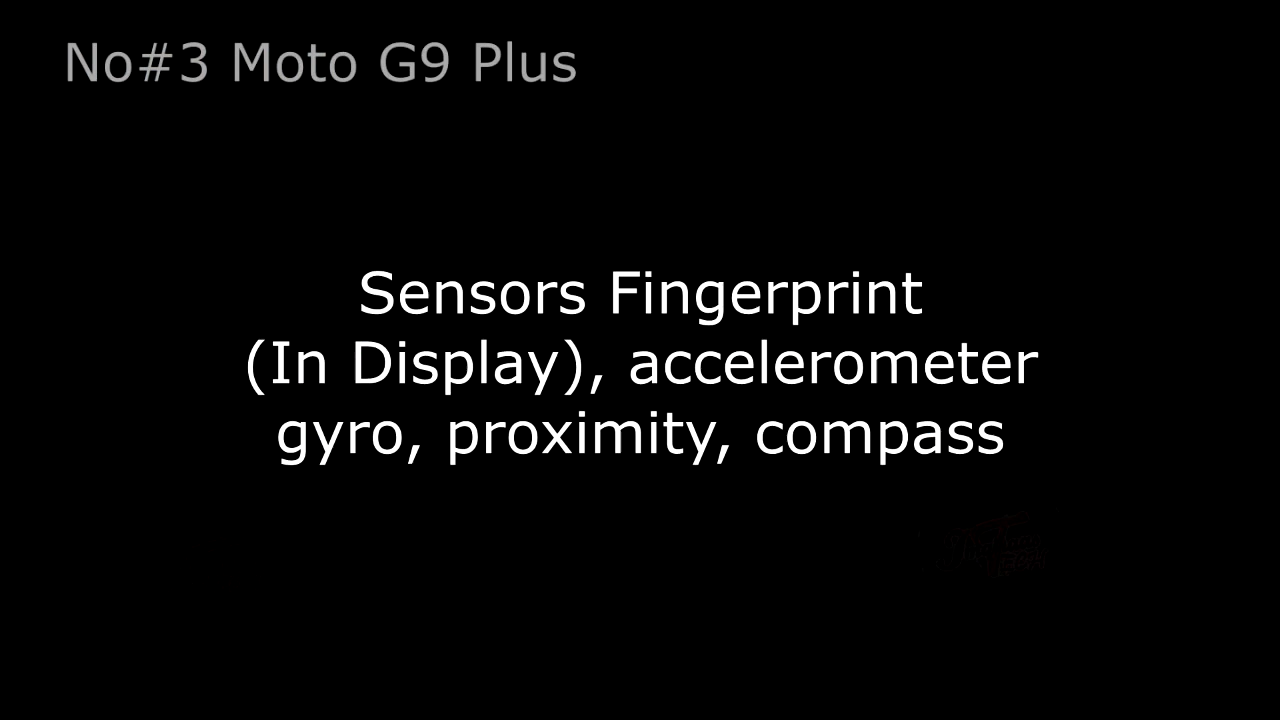 No#3 Moto G9 Plus
Sensors Fingerprint
(In Display), accelerometer
gyro, proximity, compass